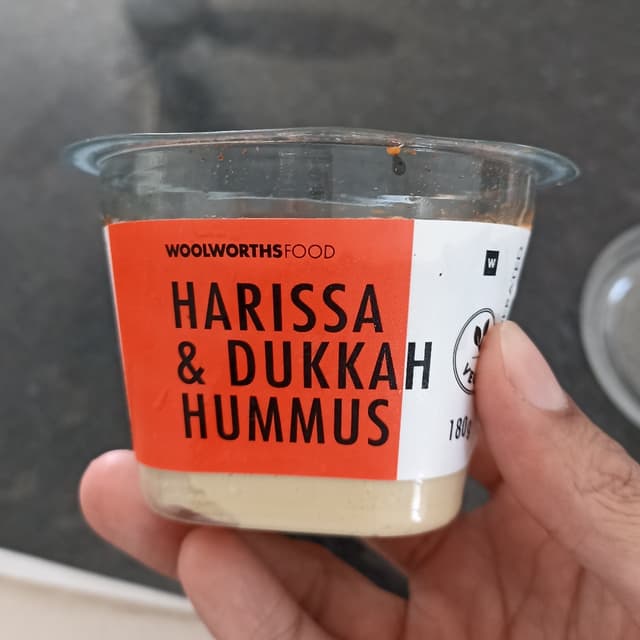 WOOLWORTHSFOOD
HARISSA
& DUKKAH
HUMMUS
W
180g